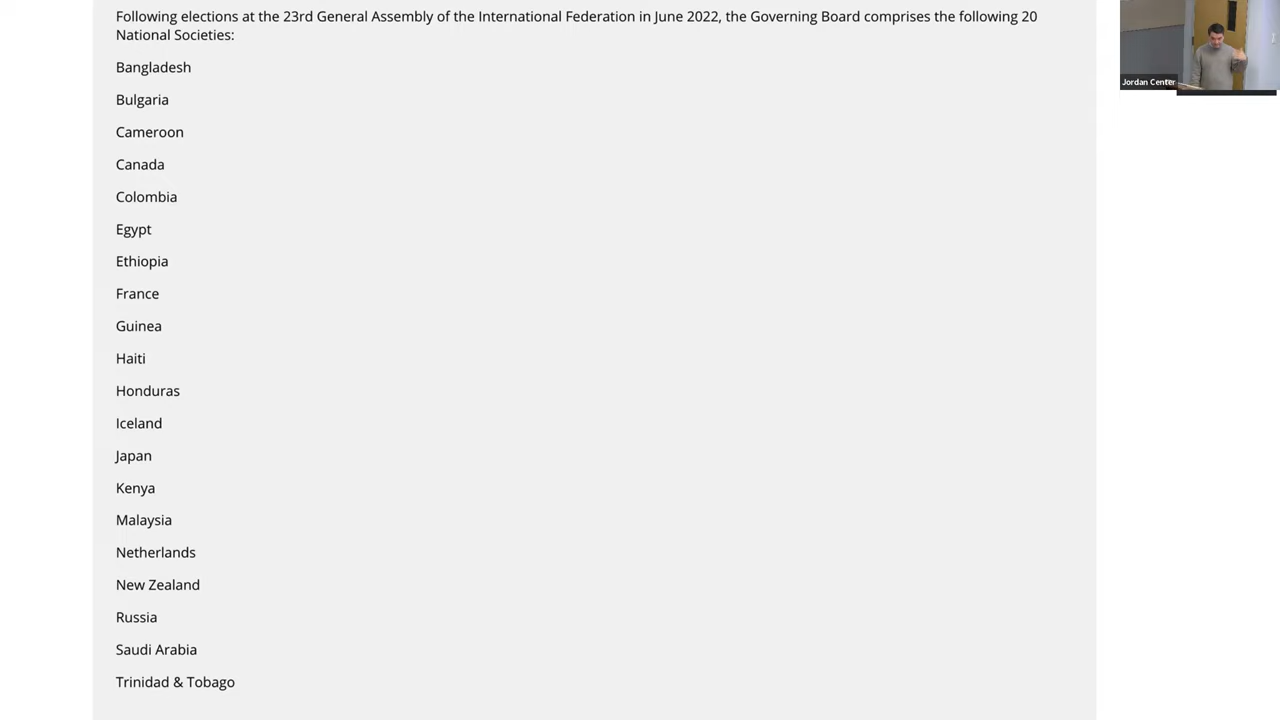 Following elections at the 23rd General Assembly of the International Federation in June 2022, the Governing Board comprises the following 20
National Societies:
Bangladesh
Bulgaria
Cameroon
Canada
Colombia
Egypt
Ethiopia
France
Guinea
Haiti
Honduras
Iceland
Japan
Kenya
Malaysia
Netherlands
New Zealand
Russia
Saudi Arabia
Trinidad & Tobago
Jordan Center